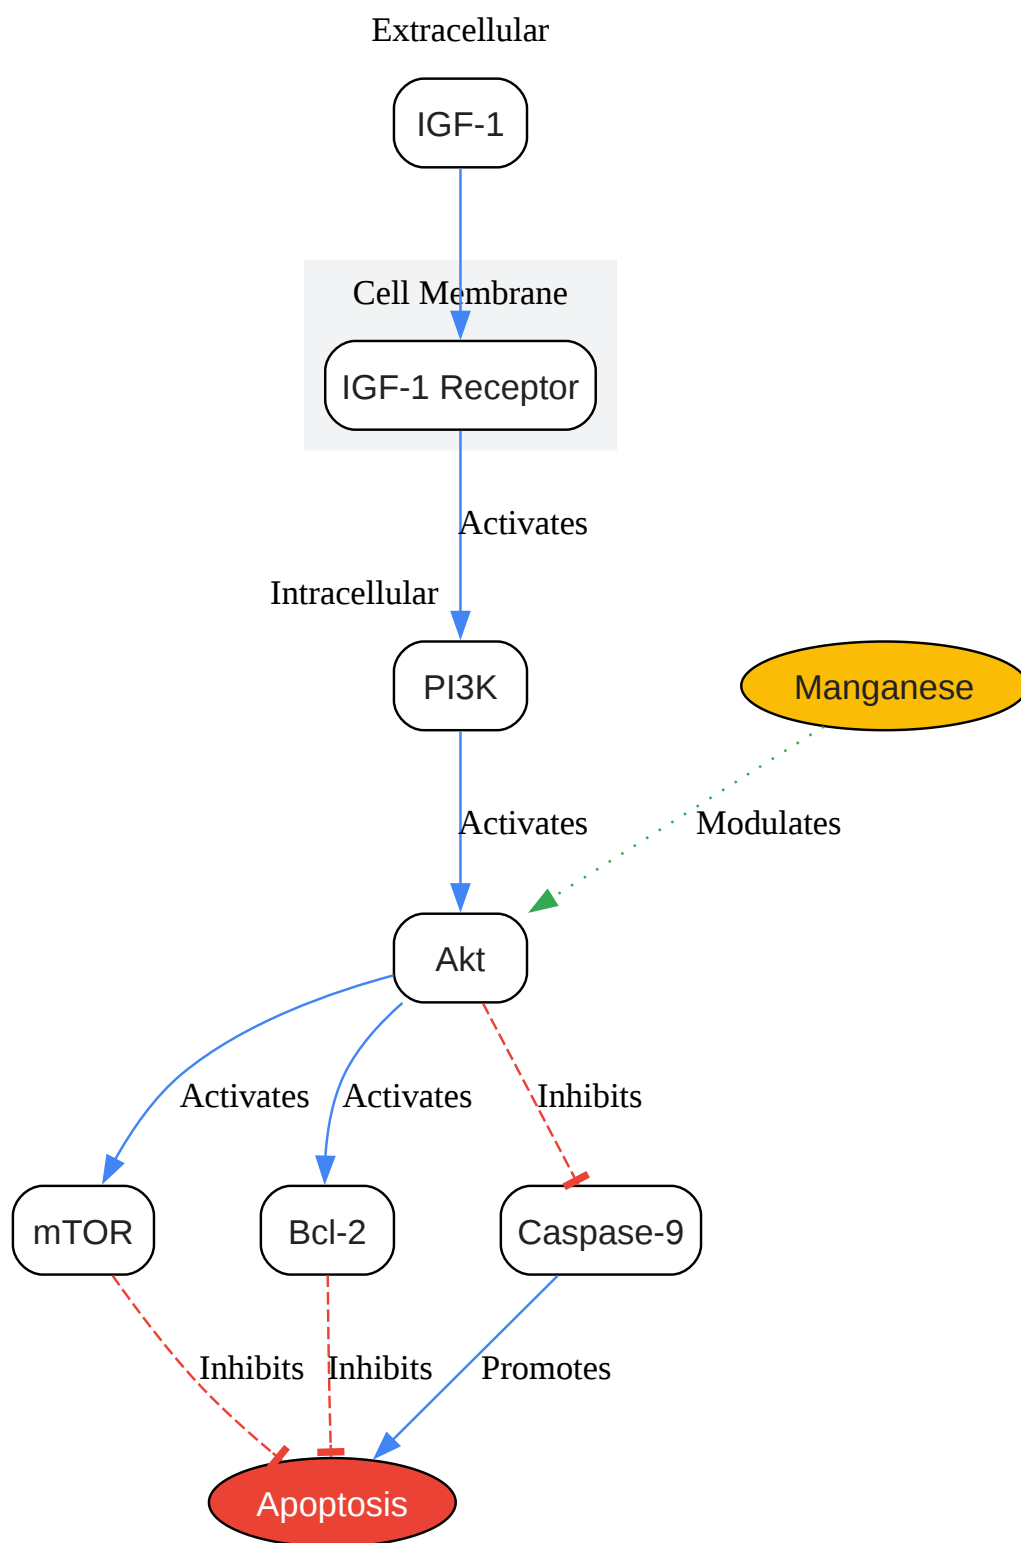 Extracellular
IGF-1
Cell Membrane
IGF-1 Receptor
Activates
Intracellular
PI3K
Manganese
Activates
Modulates
Akt
Activates
Activates
Inhibits
mTOR
Bcl-2
Caspase-9
Inhibits
Inhibits
Promotes
Apoptosis